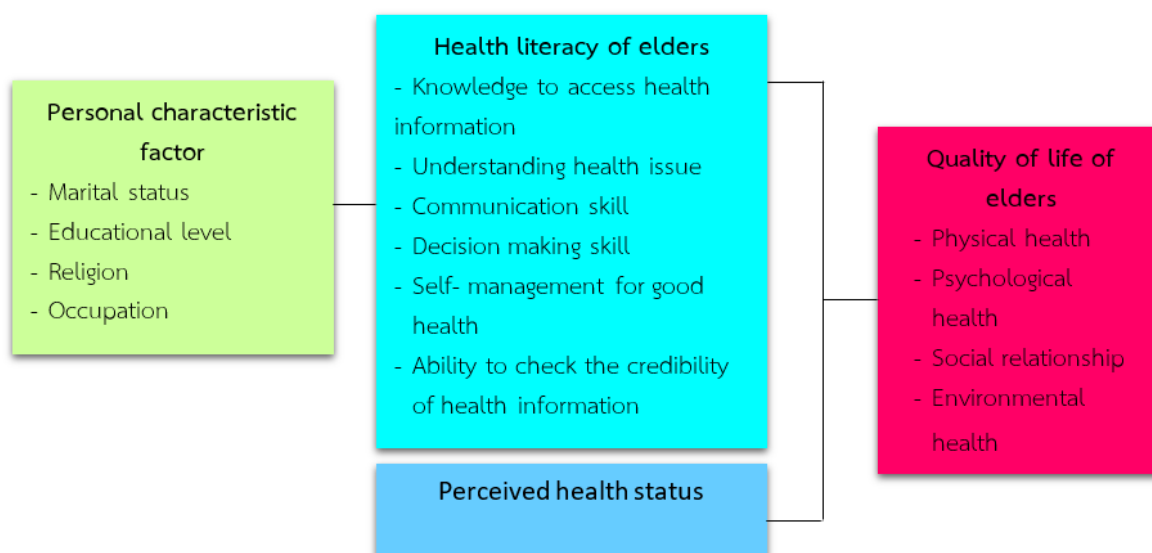 Personal characteristic
factor
- Marital status
- Educational level
- Religion
- Occupation
Health literacy of elders
- Knowledge to access health
information
- Understanding health issue
- Communication skill
- Decision making skill
- Self- management for good
health
- Ability to check the credibility
of health information
Perceived health status
Quality of life of
elders
- Physical health
- Psychological
health
- Social relationship
- Environmental
health